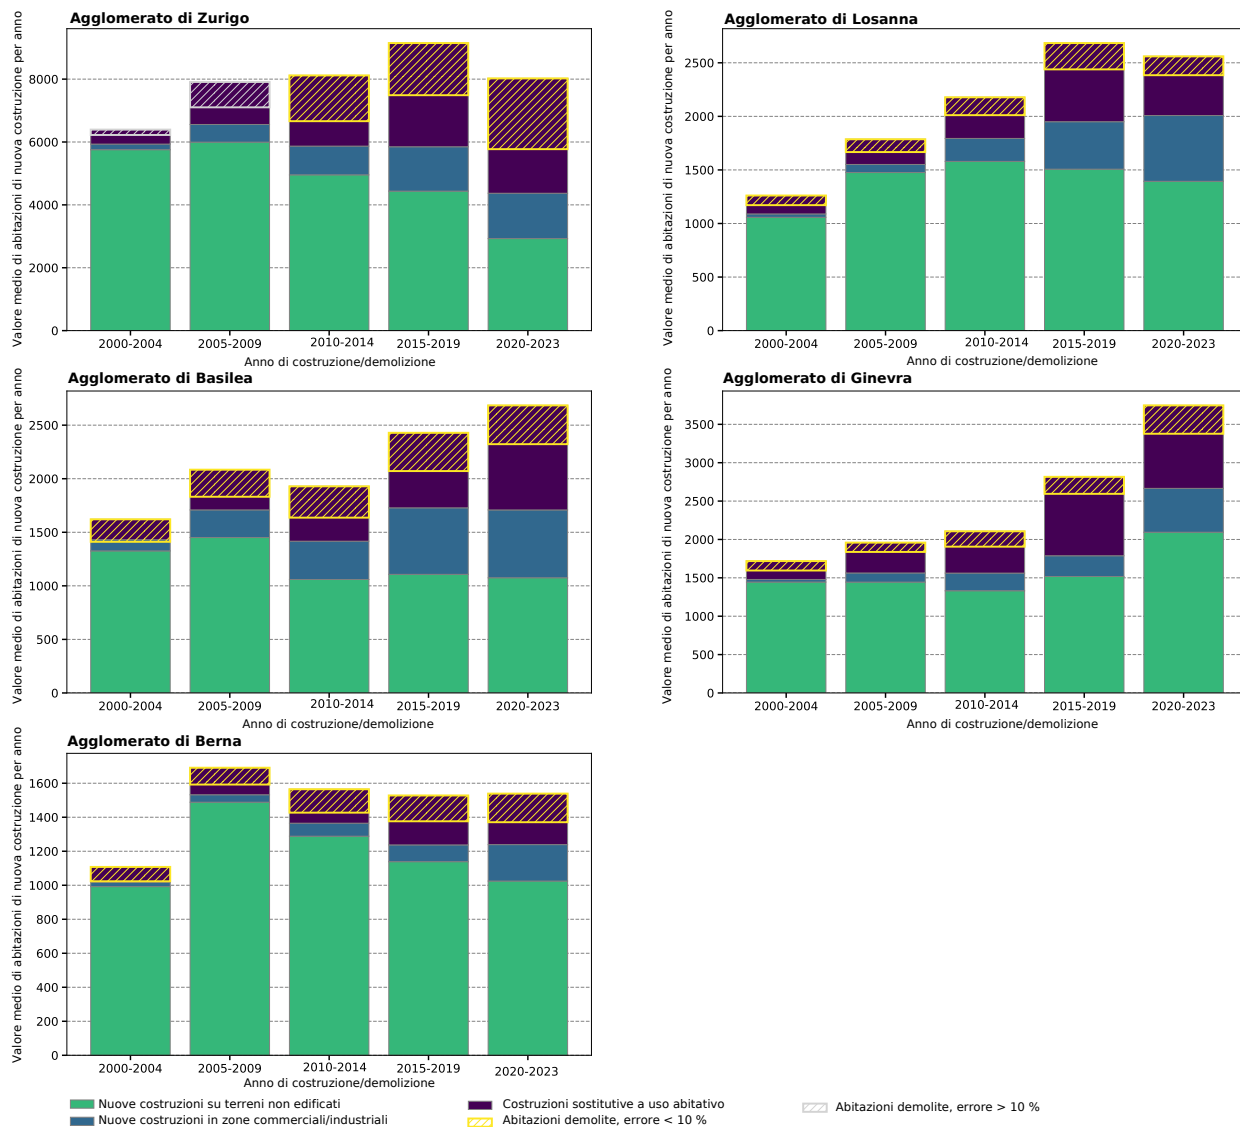 Agglomerato di Zurigo
Valore medio di abitazioni di nuova costruzione per anno
8000
6000
4000
2000
0
2000-2004
2005-2009
2010-2014
2015-2019
2020-2023
Anno di costruzione/demolizione
Agglomerato di Losanna
Valore medio di abitazioni di nuova costruzione per anno
2500
2000
1500
1000
500
0
2000-2004
2005-2009
2010-2014
2015-2019
2020-2023
Anno di costruzione/demolizione
Agglomerato di Basilea
Valore medio di abitazioni di nuova costruzione per anno
2500
2000
1500
1000
500
0
2000-2004
2005-2009
2010-2014
2015-2019
2020-2023
Anno di costruzione/demolizione
Agglomerato di Ginevra
Valore medio di abitazioni di nuova costruzione per anno
3500
3000
2500
2000
1500
1000
500
0
2000-2004
2005-2009
2010-2014
2015-2019
2020-2023
Anno di costruzione/demolizione
Agglomerato di Berna
Valore medio di abitazioni di nuova costruzione per anno
1600
1400
1200
1000
800
600
400
200
0
2000-2004
2005-2009
2010-2014
2015-2019
2020-2023
Anno di costruzione/demolizione
Nuove costruzioni su terreni non edificati
Nuove costruzioni in zone commerciali/industriali
Costruzioni sostitutive a uso abitativo
Abitazioni demolite, errore < 10 %
Abitazioni demolite, errore > 10 %